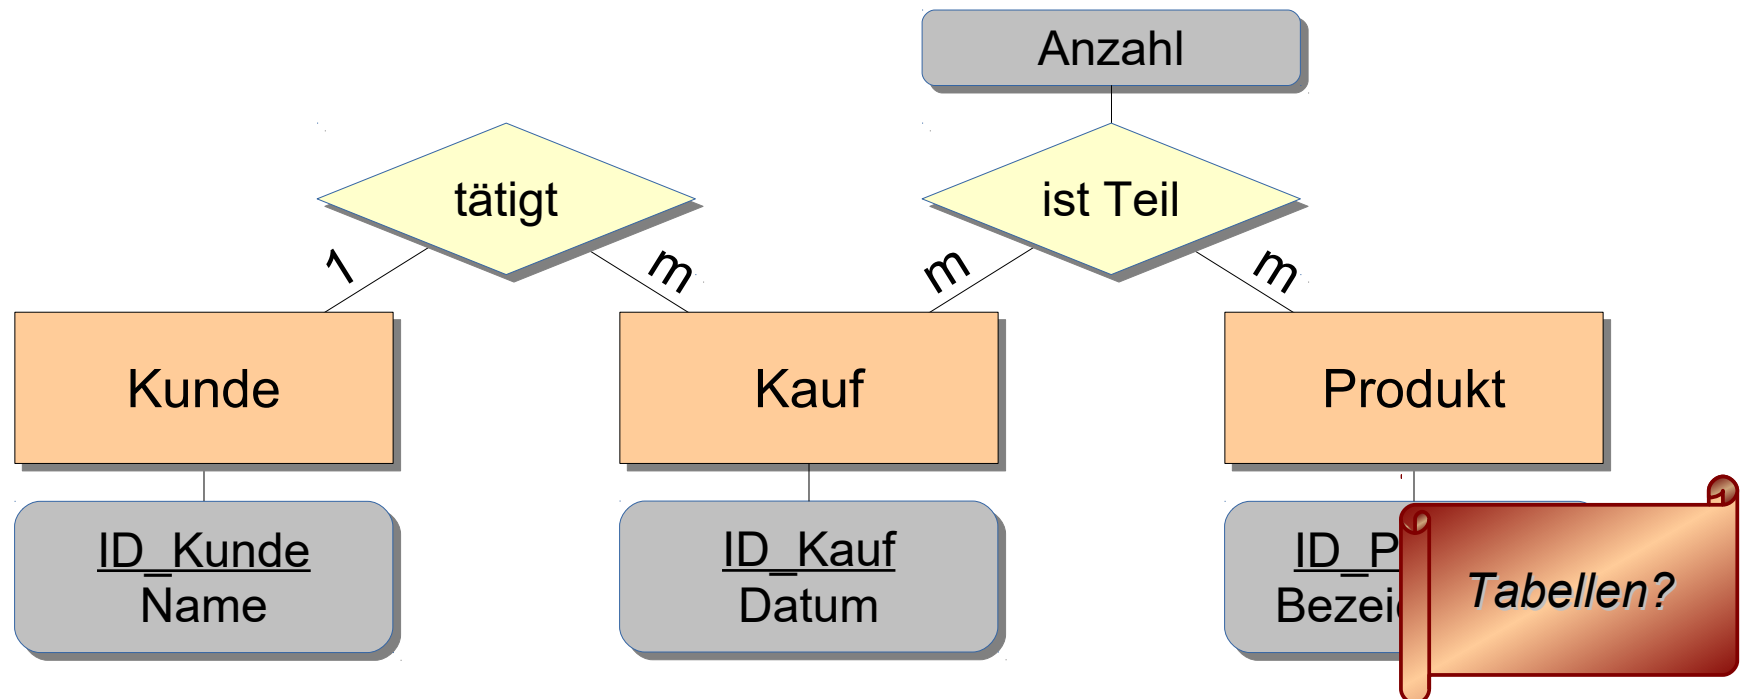 Anzahl
tätigt
ist Teil
1
m
m
m
Kunde
Kauf
Produkt
ID_Kunde
Name
ID_Kauf
Datum
Tabellen?